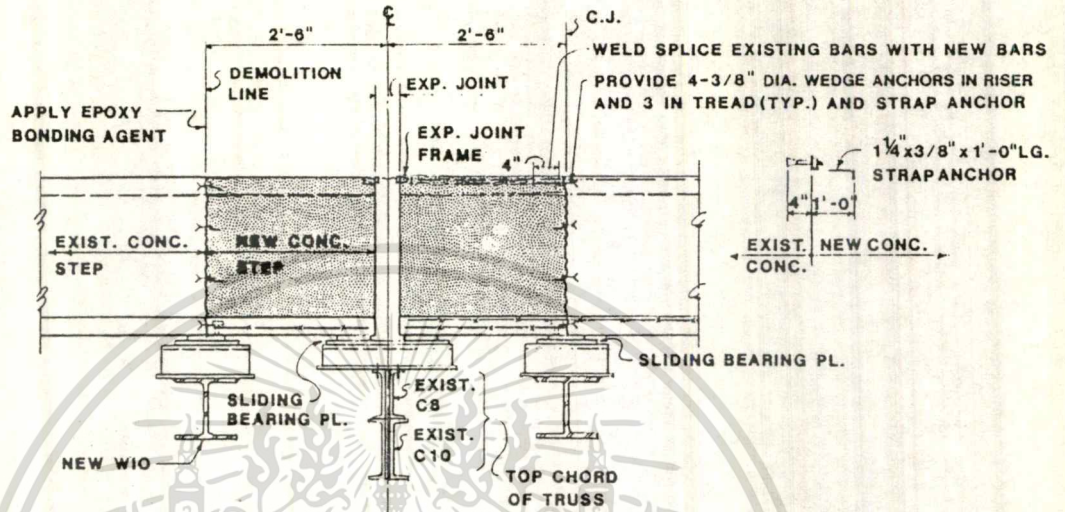 ℄
2'-6"
2'-6"
C.J.
WELD SPLICE EXISTING BARS WITH NEW BARS
DEMOLITION
LINE
EXP. JOINT
PROVIDE 4-3/8" DIA. WEDGE ANCHORS IN RISER
AND 3 IN TREAD (TYP.) AND STRAP ANCHOR
APPLY EPOXY
BONDING AGENT
EXP. JOINT
FRAME
4"
1¼"x3/8"x1'-0"LG.
STRAP ANCHOR
4"
1'-0"
EXIST. CONC.
STEP
NEW CONC.
STEP
EXIST.
CONC.
NEW CONC.
SLIDING BEARING PL.
SLIDING
BEARING PL.
EXIST.
C8
EXIST.
C10
NEW W10
TOP CHORD
OF TRUSS